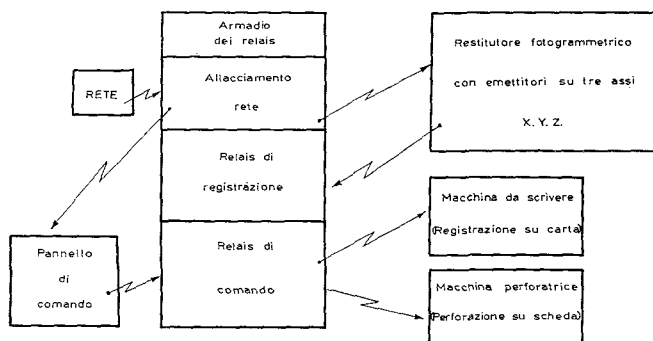 Armadio
dei relais
Allacciamento
rete
RETE
Restitutore fotogrammetrico
con emettitori su tre assi
X. Y. Z.
Relais di
registrazione
Macchina da scrivere
(Registrazione su carta)
Pannello
di
comando
Relais di
comando
Macchina perforatrice
(Perforazione su scheda)